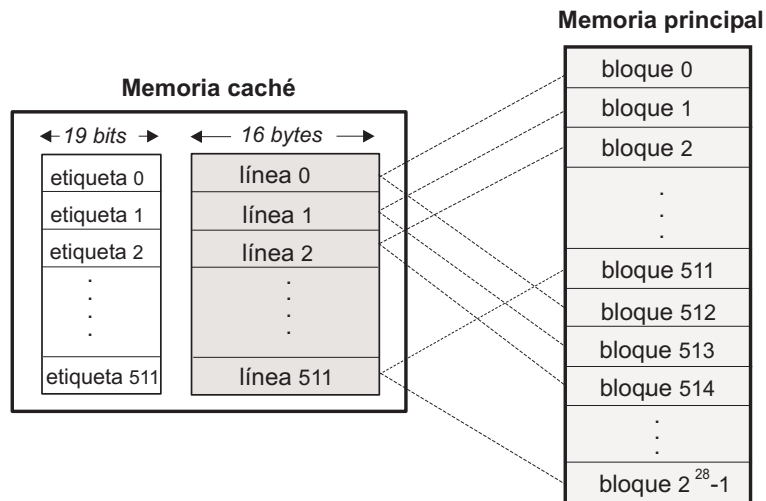 Memoria principal
bloque 0
bloque 1
bloque 2
.
.
.
bloque 511
bloque 512
bloque 513
bloque 514
.
.
.
bloque 2^28-1
Memoria caché
19 bits
16 bytes
etiqueta 0
línea 0
etiqueta 1
línea 1
etiqueta 2
línea 2
.
.
.
.
.
.
.
.
etiqueta 511
línea 511